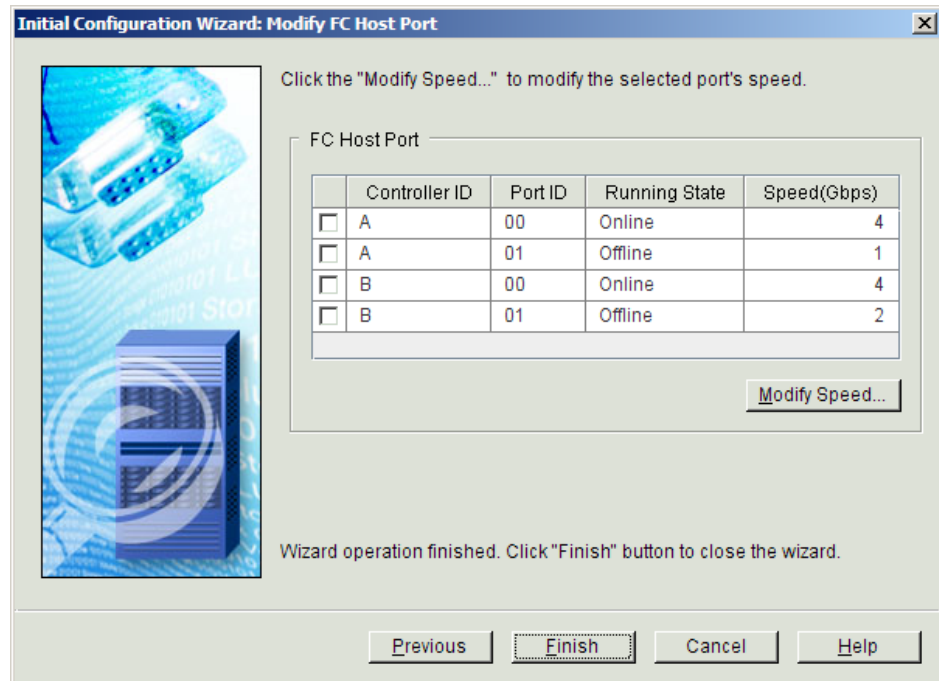 Initial Configuration Wizard: Modify FC Host Port
Click the "Modify Speed..." to modify the selected port's speed.
FC Host Port
Controller ID Port ID Running State Speed(Gbps)
A 00 Online 4
A 01 Offline 1
B 00 Online 4
B 01 Offline 2
Modify Speed...
Wizard operation finished. Click "Finish" button to close the wizard.
Previous Finish Cancel Help